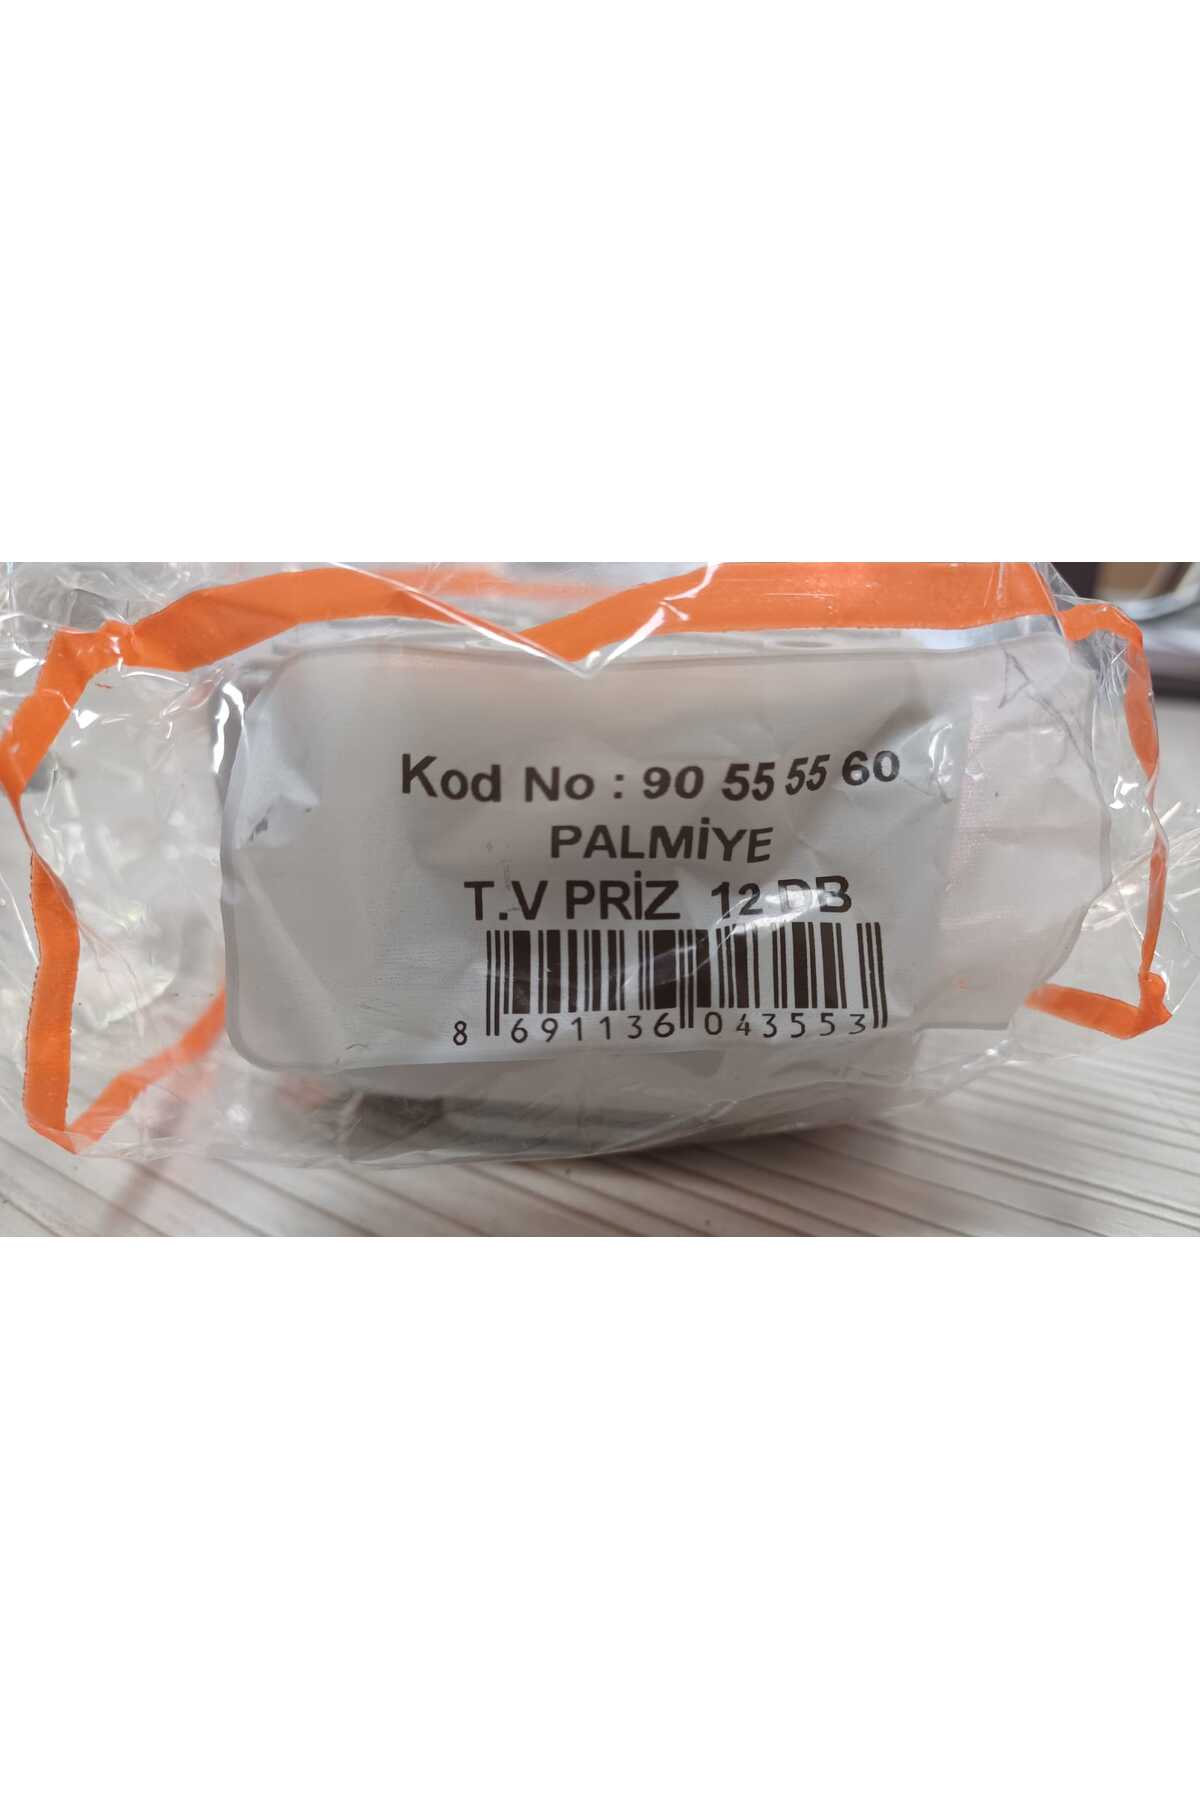 Kod No : 90 55 55 60
PALMİYE
T.V PRİZ 12 DB
8 691136 043553